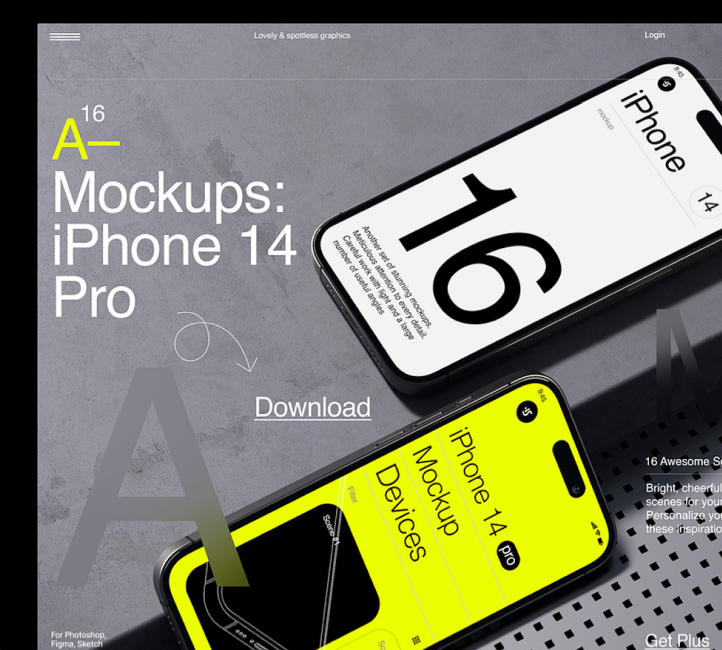 Lovely & spotless graphics
Login
16
A—
Mockups:
iPhone 14
Pro
Download
9:45
iPhone
14
mockup
16
Another set of stunning mockups.
Meticulous attention to every detail.
Careful work with light and a large
number of useful angles
9:45
iPhone 14
pro
Mockup
Devices
Filter
Scene #1
A
16 Awesome
Bright, cheerful
scenes for your
Personalize
these
For Photoshop,
Figma, Sketch
Get Plus